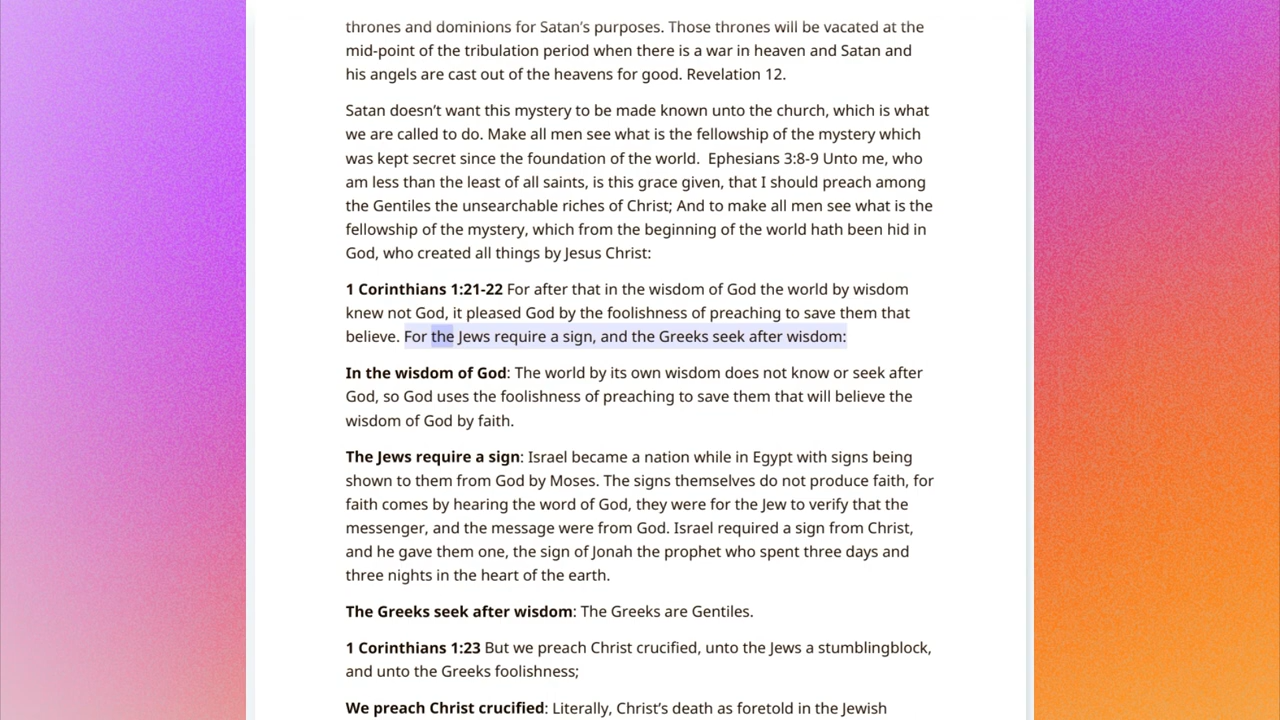 thrones and dominions for Satan’s purposes. Those thrones will be vacated at the
mid-point of the tribulation period when there is a war in heaven and Satan and
his angels are cast out of the heavens for good. Revelation 12.
Satan doesn’t want this mystery to be made known unto the church, which is what
we are called to do. Make all men see what is the fellowship of the mystery which
was kept secret since the foundation of the world.  Ephesians 3:8-9 Unto me, who
am less than the least of all saints, is this grace given, that I should preach among
the Gentiles the unsearchable riches of Christ; And to make all men see what is the
fellowship of the mystery, which from the beginning of the world hath been hid in
God, who created all things by Jesus Christ:
1 Corinthians 1:21-22 For after that in the wisdom of God the world by wisdom
knew not God, it pleased God by the foolishness of preaching to save them that
believe. For the Jews require a sign, and the Greeks seek after wisdom:
In the wisdom of God: The world by its own wisdom does not know or seek after
God, so God uses the foolishness of preaching to save them that will believe the
wisdom of God by faith.
The Jews require a sign: Israel became a nation while in Egypt with signs being
shown to them from God by Moses. The signs themselves do not produce faith, for
faith comes by hearing the word of God, they were for the Jew to verify that the
messenger, and the message were from God. Israel required a sign from Christ,
and he gave them one, the sign of Jonah the prophet who spent three days and
three nights in the heart of the earth.
The Greeks seek after wisdom: The Greeks are Gentiles.
1 Corinthians 1:23 But we preach Christ crucified, unto the Jews a stumblingblock,
and unto the Greeks foolishness;
We preach Christ crucified: Literally, Christ’s death as foretold in the Jewish